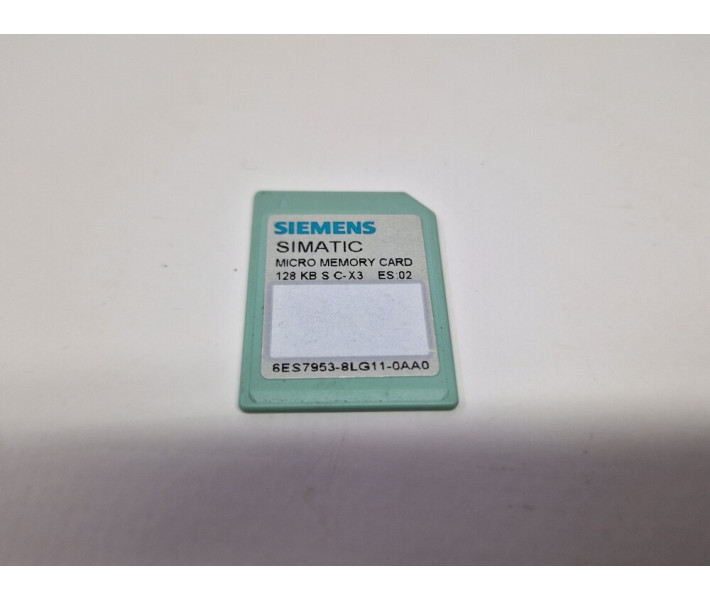 SIEMENS
SIMATIC
MICRO MEMORY CARD
128 KB S C-X3 ES:02
6ES7953-8LG11-0AA0